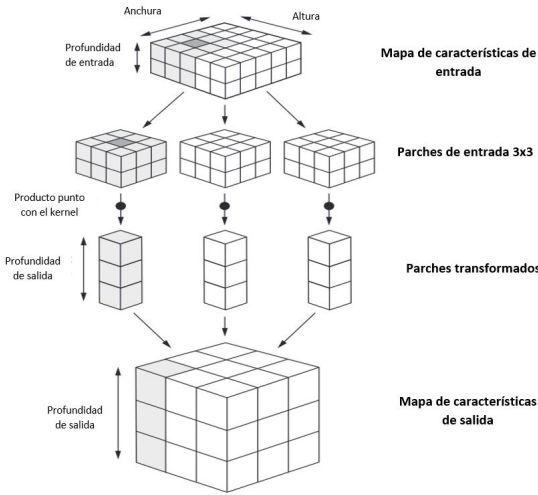 Anchura
Altura
Profundidad
de entrada
Mapa de características de
entrada
Parches de entrada 3x3
Producto punto
con el kernel
Profundidad
de salida
Parches transformados
Profundidad
de salida
Mapa de características
de salida